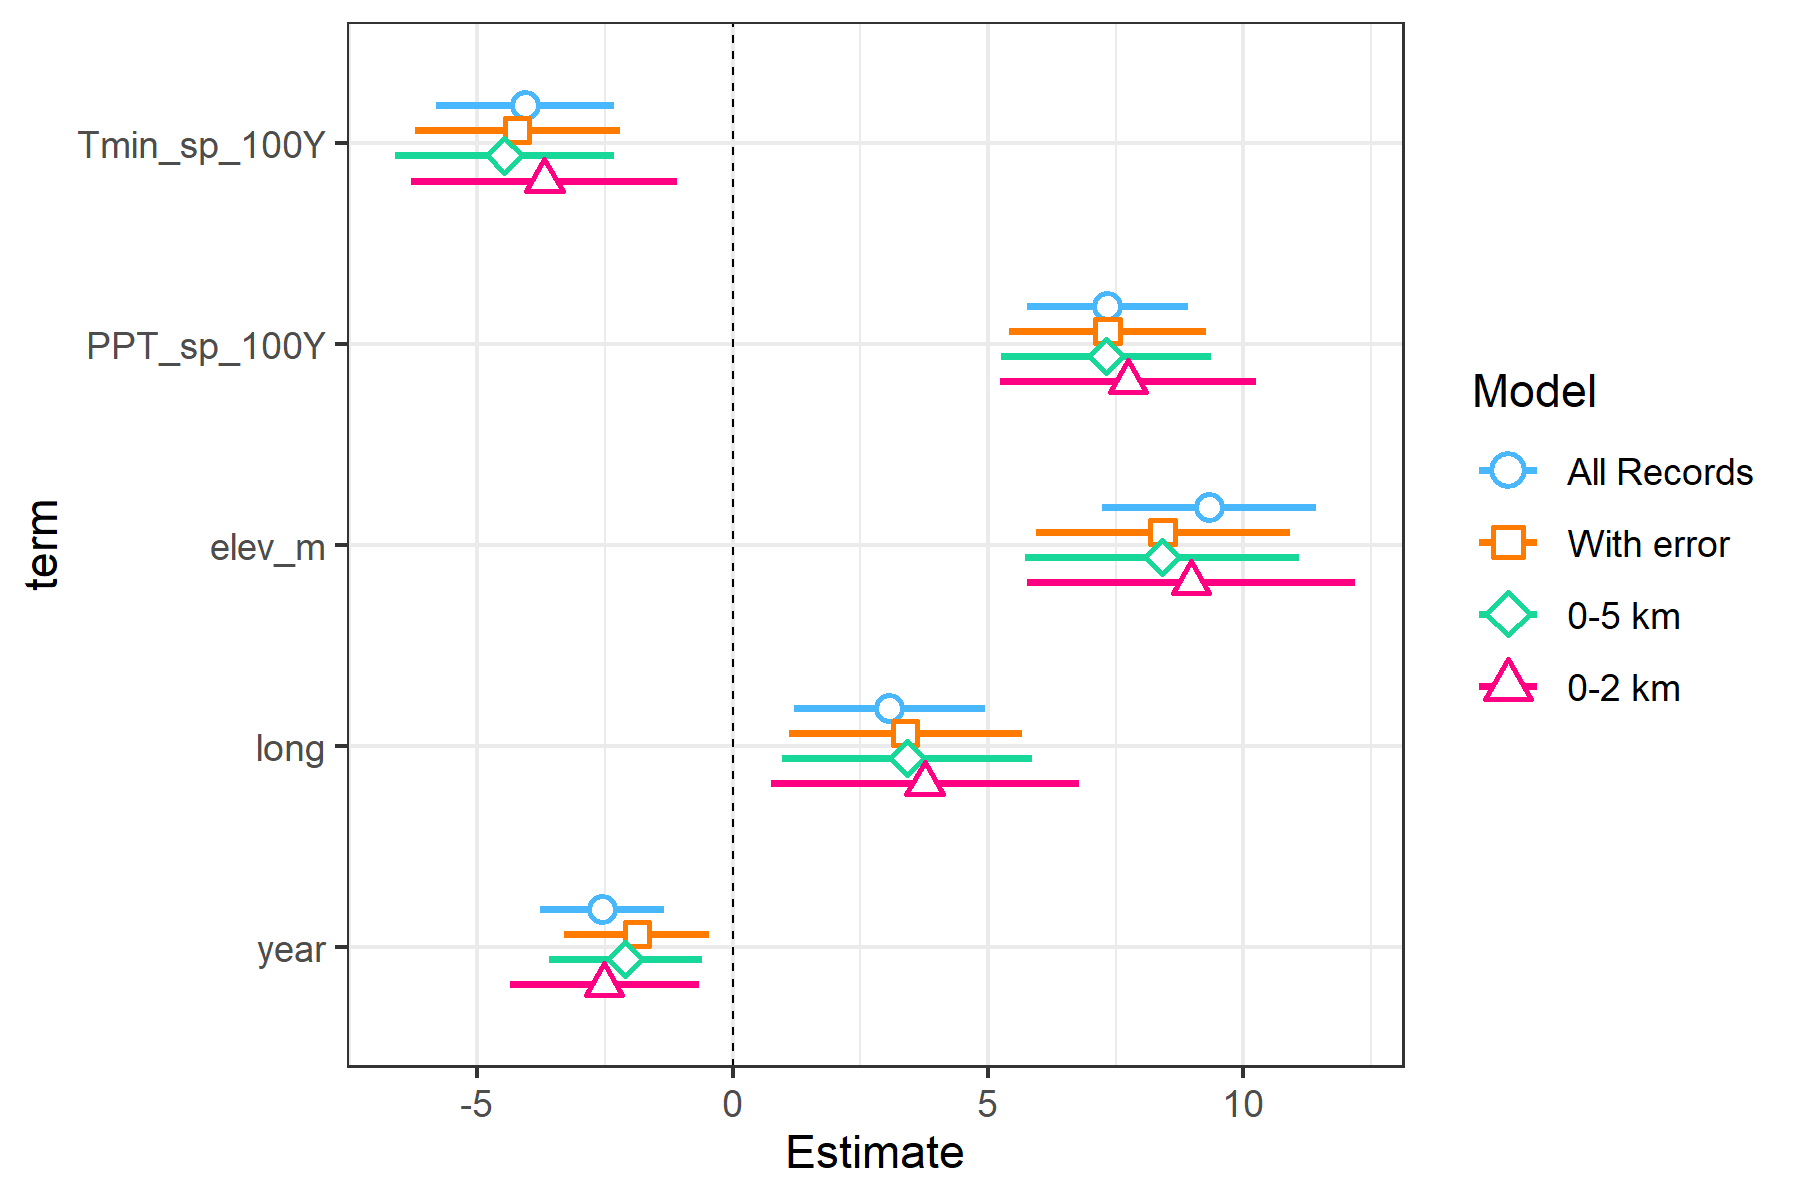 Tmin_sp_100Y
PPT_sp_100Y
elev_m
long
year
term
-5
0
5
10
Estimate
Model
All Records
With error
0-5 km
0-2 km